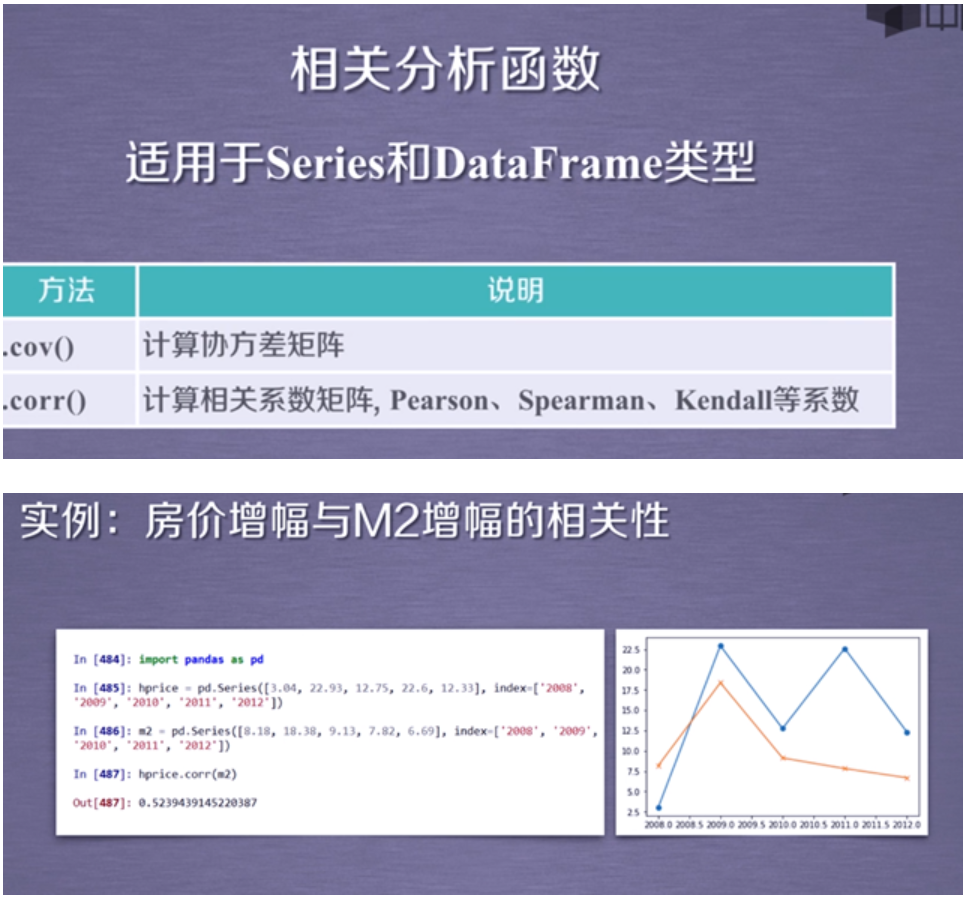 中
相关分析函数
适用于Series和DataFrame类型
方法 说明
.cov() 计算协方差矩阵
.corr() 计算相关系数矩阵, Pearson、Spearman、Kendall等系数
实例：房价增幅与M2增幅的相关性
In [484]: import pandas as pd
In [485]: hprice = pd.Series([3.04, 22.93, 12.75, 22.6, 12.33], index=['2008',
'2009', '2010', '2011', '2012'])
In [486]: m2 = pd.Series([8.18, 18.38, 9.13, 7.82, 6.69], index=['2008', '2009',
'2010', '2011', '2012'])
In [487]: hprice.corr(m2)
Out[487]: 0.5239439145220387
22.5
20.0
17.5
15.0
12.5
10.0
7.5
5.0
2.5
2008.0 2008.5 2009.0 2009.5 2010.0 2010.5 2011.0 2011.5 2012.0